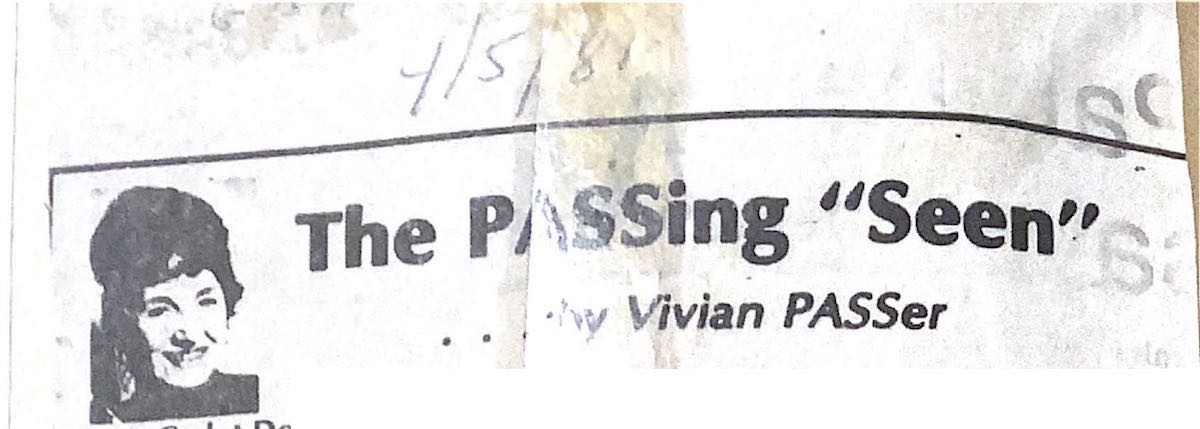 4/5/81
The PASSing “Seen”
...by Vivian PASSer